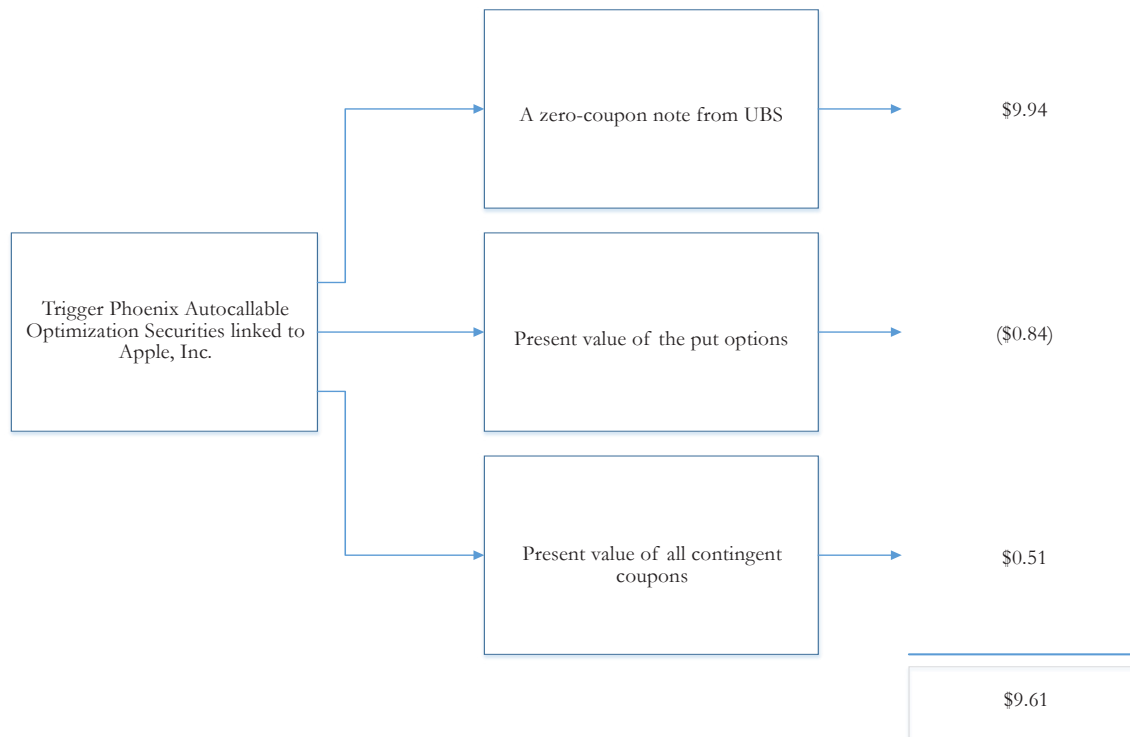 A zero-coupon note from UBS
$9.94
Trigger Phoenix Autocallable
Optimization Securities linked to
Apple, Inc.
Present value of the put options
($0.84)
Present value of all contingent
coupons
$0.51
$9.61